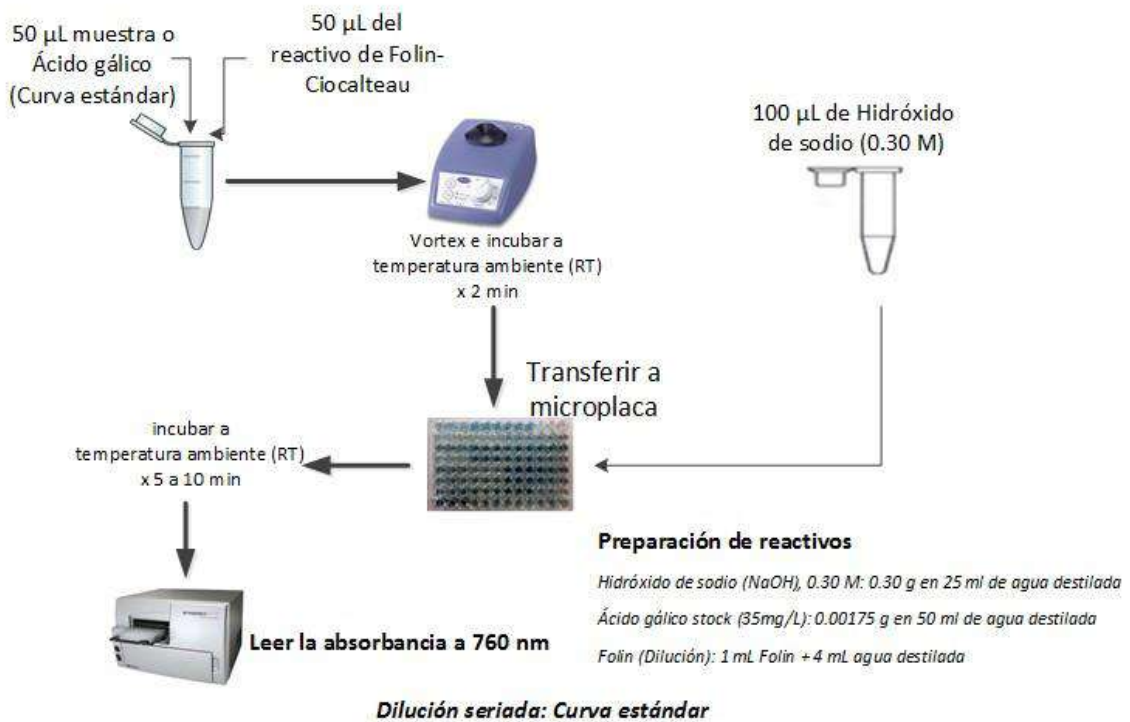 50 µL muestra o
Ácido gálico
(Curva estándar)
50 µL del
reactivo de Folin-
Ciocalteau
100 µL de Hidróxido
de sodio (0.30 M)
Vortex e incubar a
temperatura ambiente (RT)
x 2 min
Transferir a
microplaca
incubar a
temperatura ambiente (RT)
x 5 a 10 min
Leer la absorbancia a 760 nm
Preparación de reactivos
Hidróxido de sodio (NaOH), 0.30 M: 0.30 g en 25 ml de agua destilada
Ácido gálico stock (35mg/L): 0.00175 g en 50 ml de agua destilada
Folin (Dilución): 1 mL Folin + 4 mL agua destilada
Dilución seriada: Curva estándar